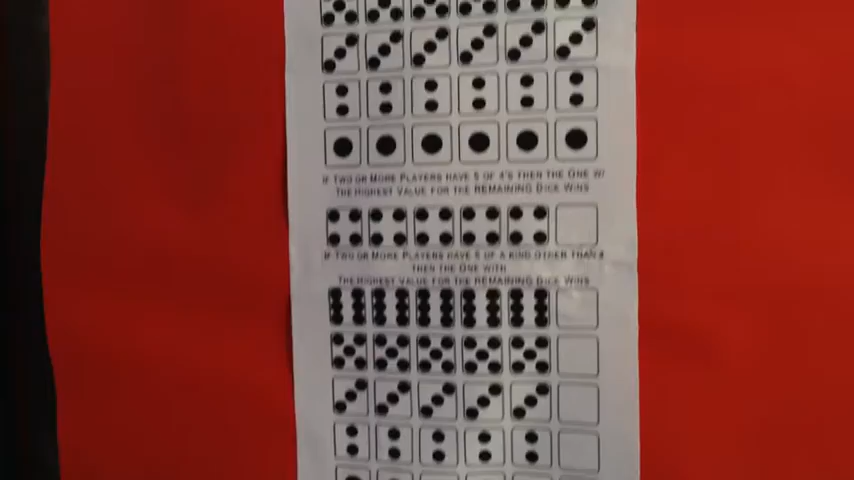 IF TWO OR MORE PLAYERS HAVE 5 OF 4'S THEN THE ONE W/
THE HIGHEST VALUE FOR THE REMAINING DICE WINS
IF TWO OR MORE PLAYERS HAVE 5 OF A KIND OTHER THAN 4
THEN THE ONE WITH
THE HIGHEST VALUE FOR THE REMAINING DICE WINS